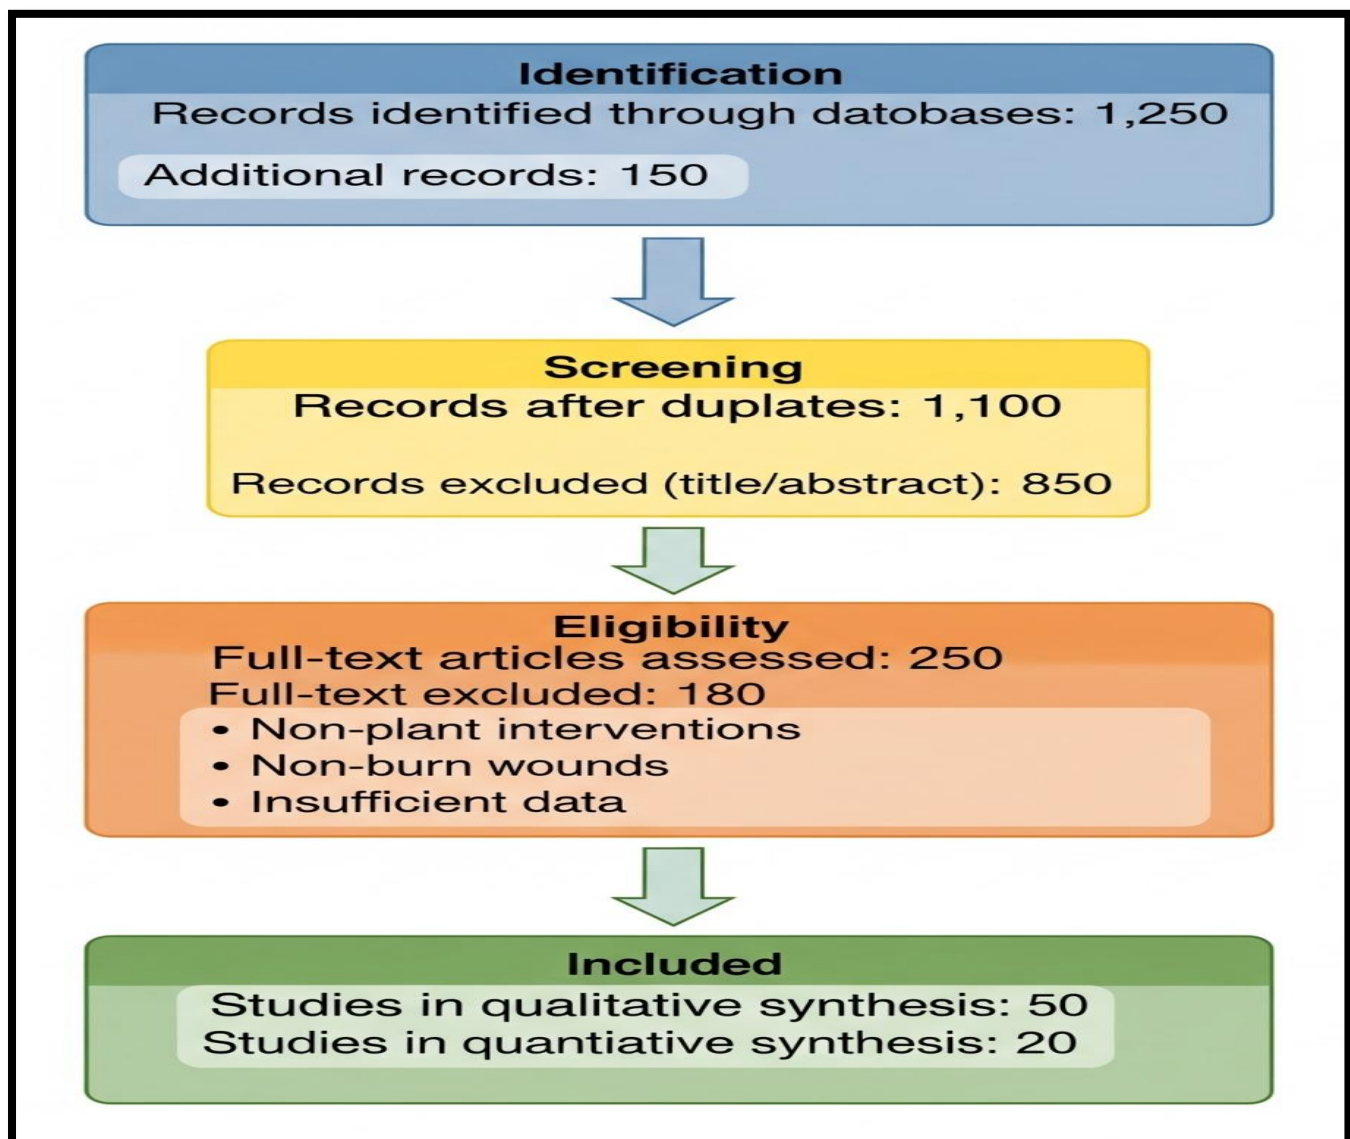 Identification
Records identified through datobases: 1,250
Additional records: 150
Screening
Records after duplates: 1,100
Records excluded (title/abstract): 850
Eligibility
Full-text articles assessed: 250
Full-text excluded: 180
• Non-plant interventions
• Non-burn wounds
• Insufficient data
Included
Studies in qualitative synthesis: 50
Studies in quantiative synthesis: 20